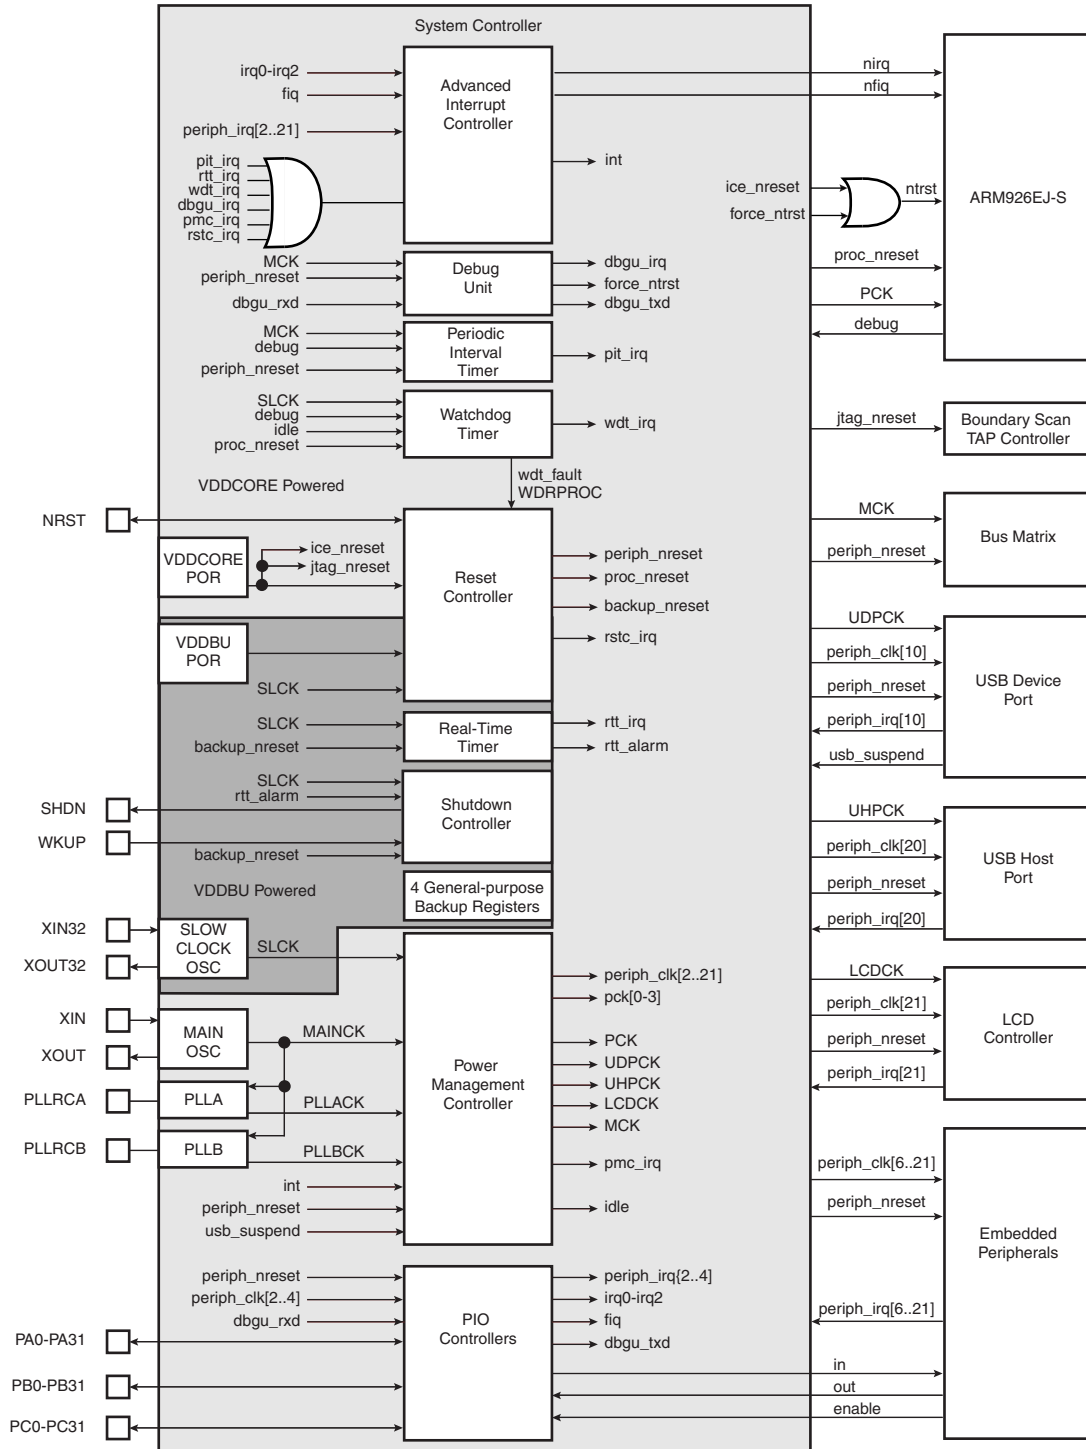 System Controller
irq0-irq2
fiq
periph_irq[2..21]
pit_irq
rtt_irq
wdt_irq
dbgu_irq
pmc_irq
rstc_irq
Advanced
Interrupt
Controller
int
nirq
nfiq
ice_nreset
force_ntrst
ntrst
ARM926EJ-S
proc_nreset
PCK
debug
MCK
periph_nreset
dbgu_rxd
Debug
Unit
dbgu_irq
force_ntrst
dbgu_txd
MCK
debug
periph_nreset
Periodic
Interval
Timer
pit_irq
SLCK
debug
idle
proc_nreset
Watchdog
Timer
wdt_irq
jtag_nreset
Boundary Scan
TAP Controller
wdt_fault
WDRPROC
VDDCORE Powered
NRST
VDDCORE
POR
ice_nreset
jtag_nreset
Reset
Controller
periph_nreset
proc_nreset
backup_nreset
rstc_irq
MCK
periph_nreset
Bus Matrix
VDDBU
POR
SLCK
UDPCK
periph_clk[10]
periph_nreset
periph_irq[10]
usb_suspend
USB Device
Port
SLCK
backup_nreset
Real-Time
Timer
rtt_irq
rtt_alarm
SLCK
rtt_alarm
SHDN
WKUP
backup_nreset
Shutdown
Controller
VDDBU Powered
4 General-purpose
Backup Registers
UHPCK
periph_clk[20]
periph_nreset
periph_irq[20]
USB Host
Port
XIN32
XOUT32
SLOW
CLOCK
OSC
SLCK
XIN
XOUT
MAIN
OSC
MAINCK
PLLRCA
PLLA
PLLACK
PLLRCB
PLLB
PLLBCK
int
periph_nreset
usb_suspend
Power
Management
Controller
periph_clk[2..21]
pck[0-3]
PCK
UDPCK
UHPCK
LCDCK
MCK
pmc_irq
idle
LCDCK
periph_clk[21]
periph_nreset
periph_irq[21]
LCD
Controller
periph_nreset
periph_clk[2..4]
dbgu_rxd
PA0-PA31
PB0-PB31
PC0-PC31
PIO
Controllers
periph_irq{2..4]
irq0-irq2
fiq
dbgu_txd
periph_clk[6..21]
periph_nreset
periph_irq[6..21]
in
out
enable
Embedded
Peripherals